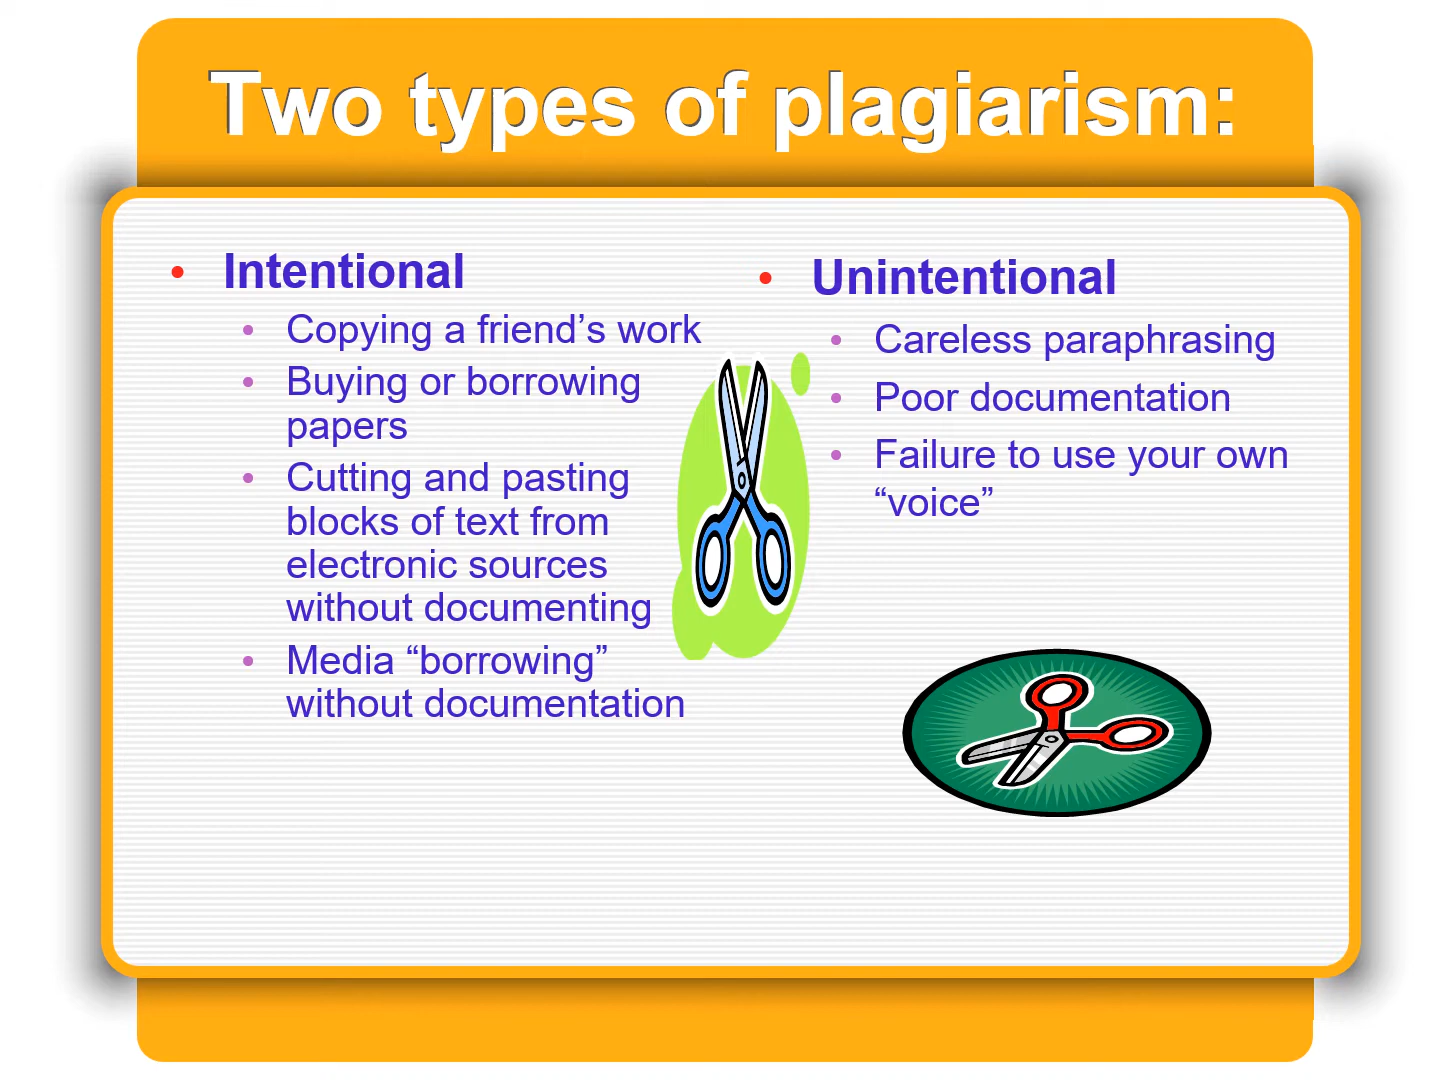 Two types of plagiarism:
• Intentional
• Copying a friend’s work
• Buying or borrowing
papers
• Cutting and pasting
blocks of text from
electronic sources
without documenting
• Media “borrowing”
without documentation
• Unintentional
• Careless paraphrasing
• Poor documentation
• Failure to use your own
“voice”